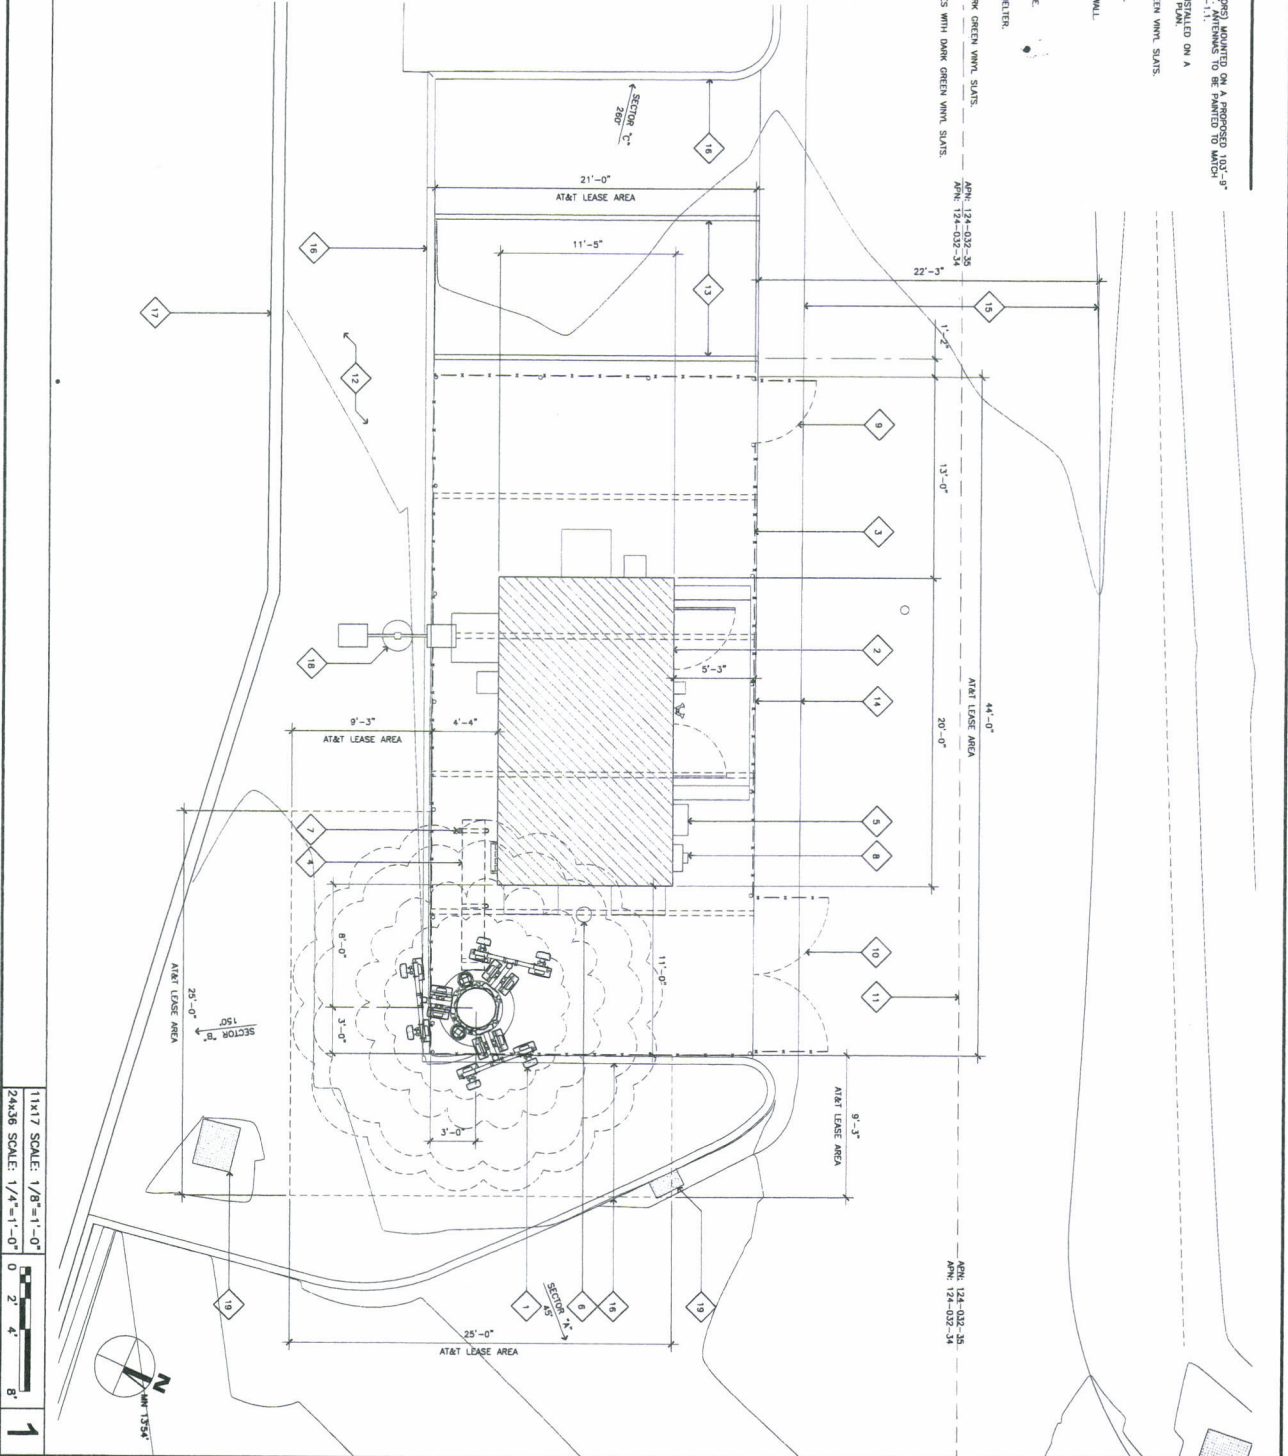 ORS) MOUNTED ON A PROPOSED 103'-9"
ANTENNAS TO BE PAINTED TO MATCH
-1.1.
STALLED ON A
PLAN.
EEN VINYL SLATS.
WALL.
E.
ELTER.
RK GREEN VINYL SLATS.
S WITH DARK GREEN VINYL SLATS.
APN: 124-032-35
APN: 124-032-34
SECTOR "C"
260°
16
21'-0"
AT&T LEASE AREA
11'-5"
13
22'-3"
15
1'-2"
16
17
12
9
13'-0"
3
44'-0"
AT&T LEASE AREA
20'-0"
2
14
5'-3"
18
9'-3"
AT&T LEASE AREA
4'-4"
5
8
7
4
10
11
8'-0"
11'-0"
3'-0"
3'-0"
25'-0"
AT&T LEASE AREA
SECTOR "B"
150°
9'-3"
AT&T LEASE AREA
19
SECTOR "A"
45°
1
6
16
19
25'-0"
AT&T LEASE AREA
APN: 124-032-35
APN: 124-032-34
N
MN 13.54°
11x17 SCALE: 1/8"=1'-0"
24x36 SCALE: 1/4"=1'-0"
0 2' 4' 8'
1